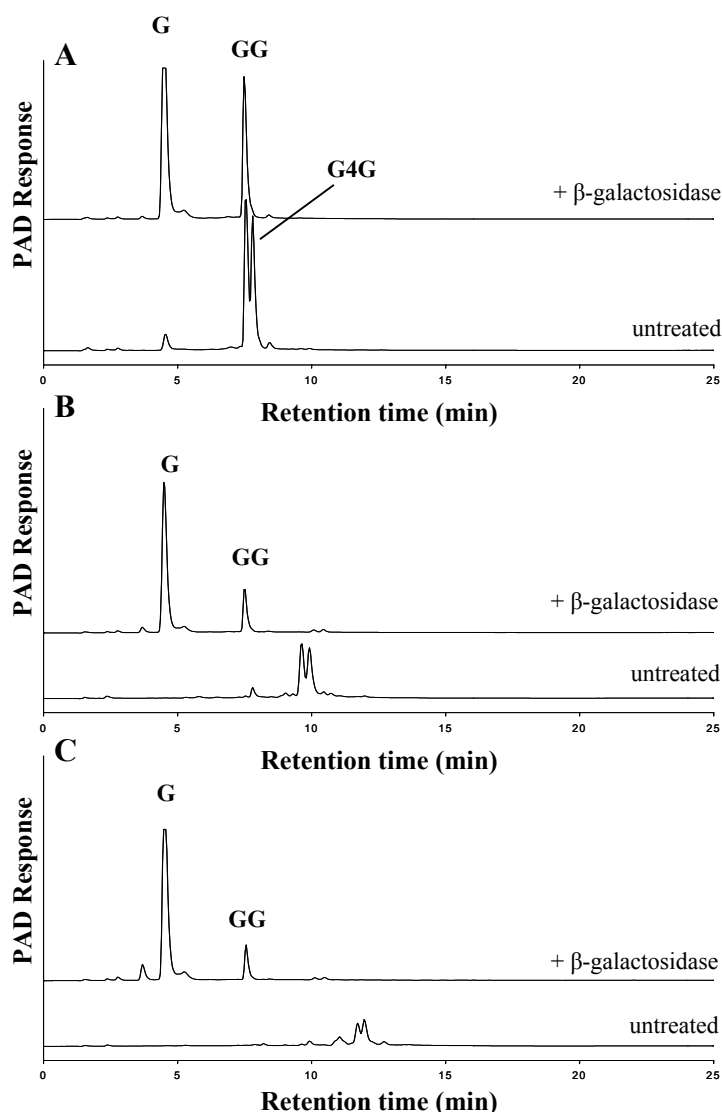 A
G
GG
G4G
+ β-galactosidase
untreated
PAD Response
0 5 10 15 20 25
Retention time (min)
B
G
GG
+ β-galactosidase
untreated
PAD Response
0 5 10 15 20 25
Retention time (min)
C
G
GG
+ β-galactosidase
untreated
PAD Response
0 5 10 15 20 25
Retention time (min)